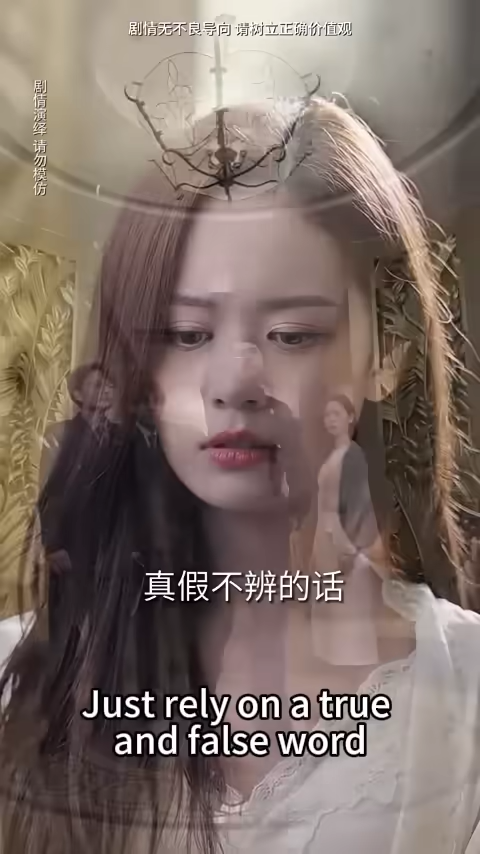 剧情无不良导向 请树立正确价值观
剧情演绎 请勿模仿
真假不辨的话
Just rely on a true
and false word